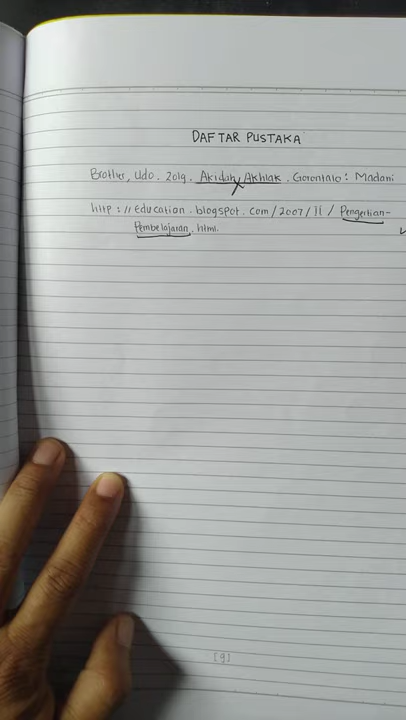 DAFTAR PUSTAKA
Brother, Udo. 2019. Akidah Akhlak. Gorontalo: Madani
http://education.blogspot.com/2007/11/Pengertian-
Pembelajaran.html.
[9]